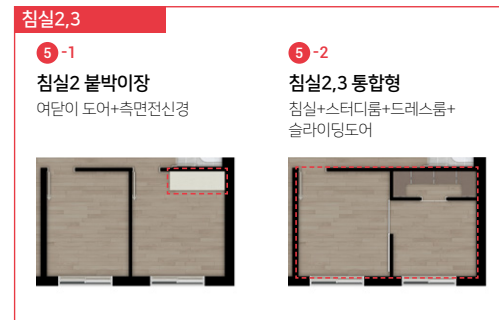 침실2,3
5-1
침실2 붙박이장
여닫이 도어+측면전신경
5-2
침실2,3 통합형
침실+스터디룸+드레스룸+
슬라이딩도어